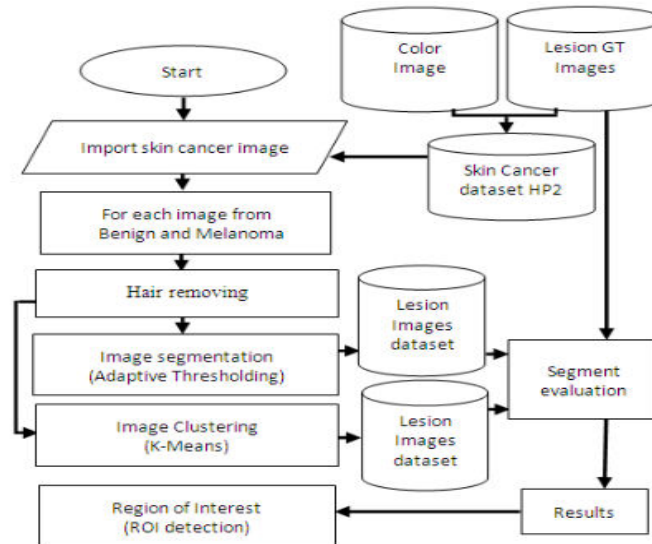 Start
Color
Image
Lesion GT
Images
Import skin cancer image
Skin Cancer
dataset HP2
For each image from
Benign and Melanoma
Hair removing
Lesion
Images
dataset
Image segmentation
(Adaptive Thresholding)
Segment
evaluation
Image Clustering
(K-Means)
Lesion
Images
dataset
Region of Interest
(ROI detection)
Results